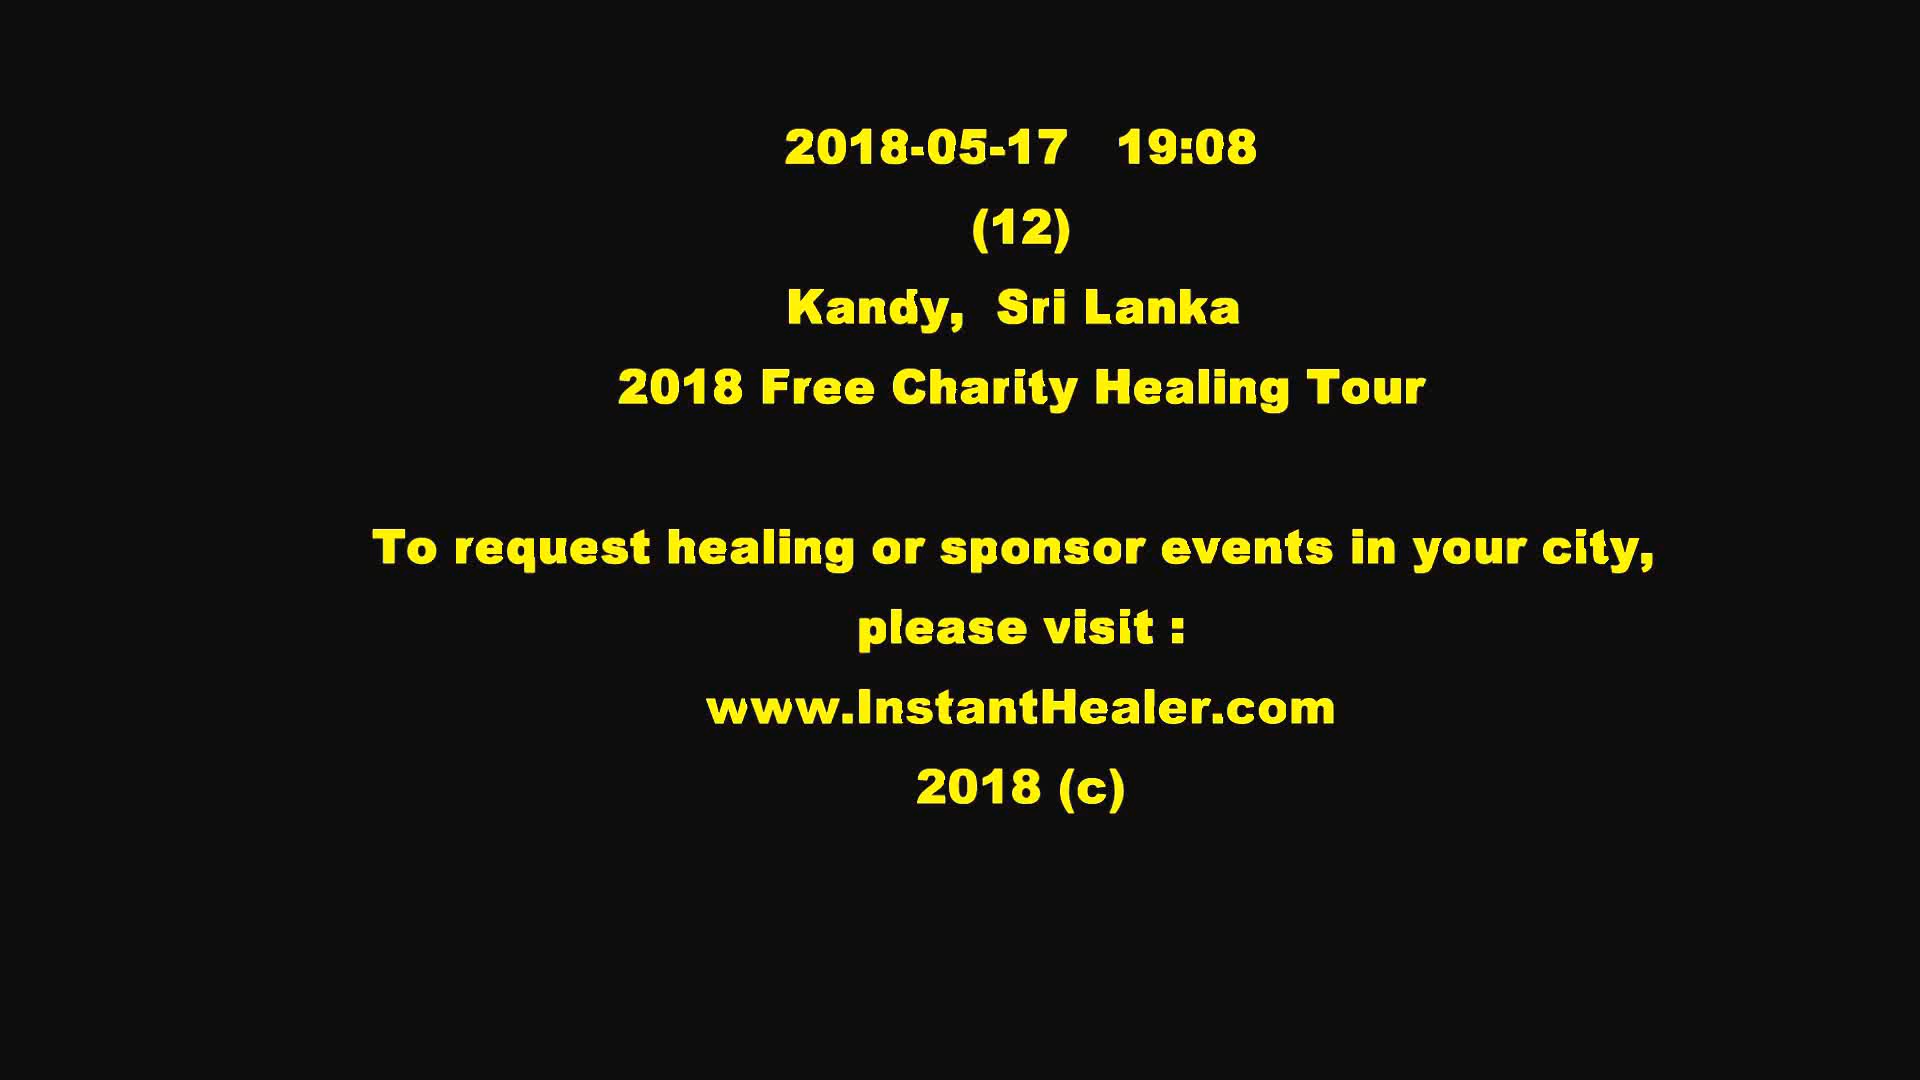 2018-05-17   19:08
(12)
Kandy,  Sri Lanka
2018 Free Charity Healing Tour
To request healing or sponsor events in your city,
please visit :
www.InstantHealer.com
2018 (c)